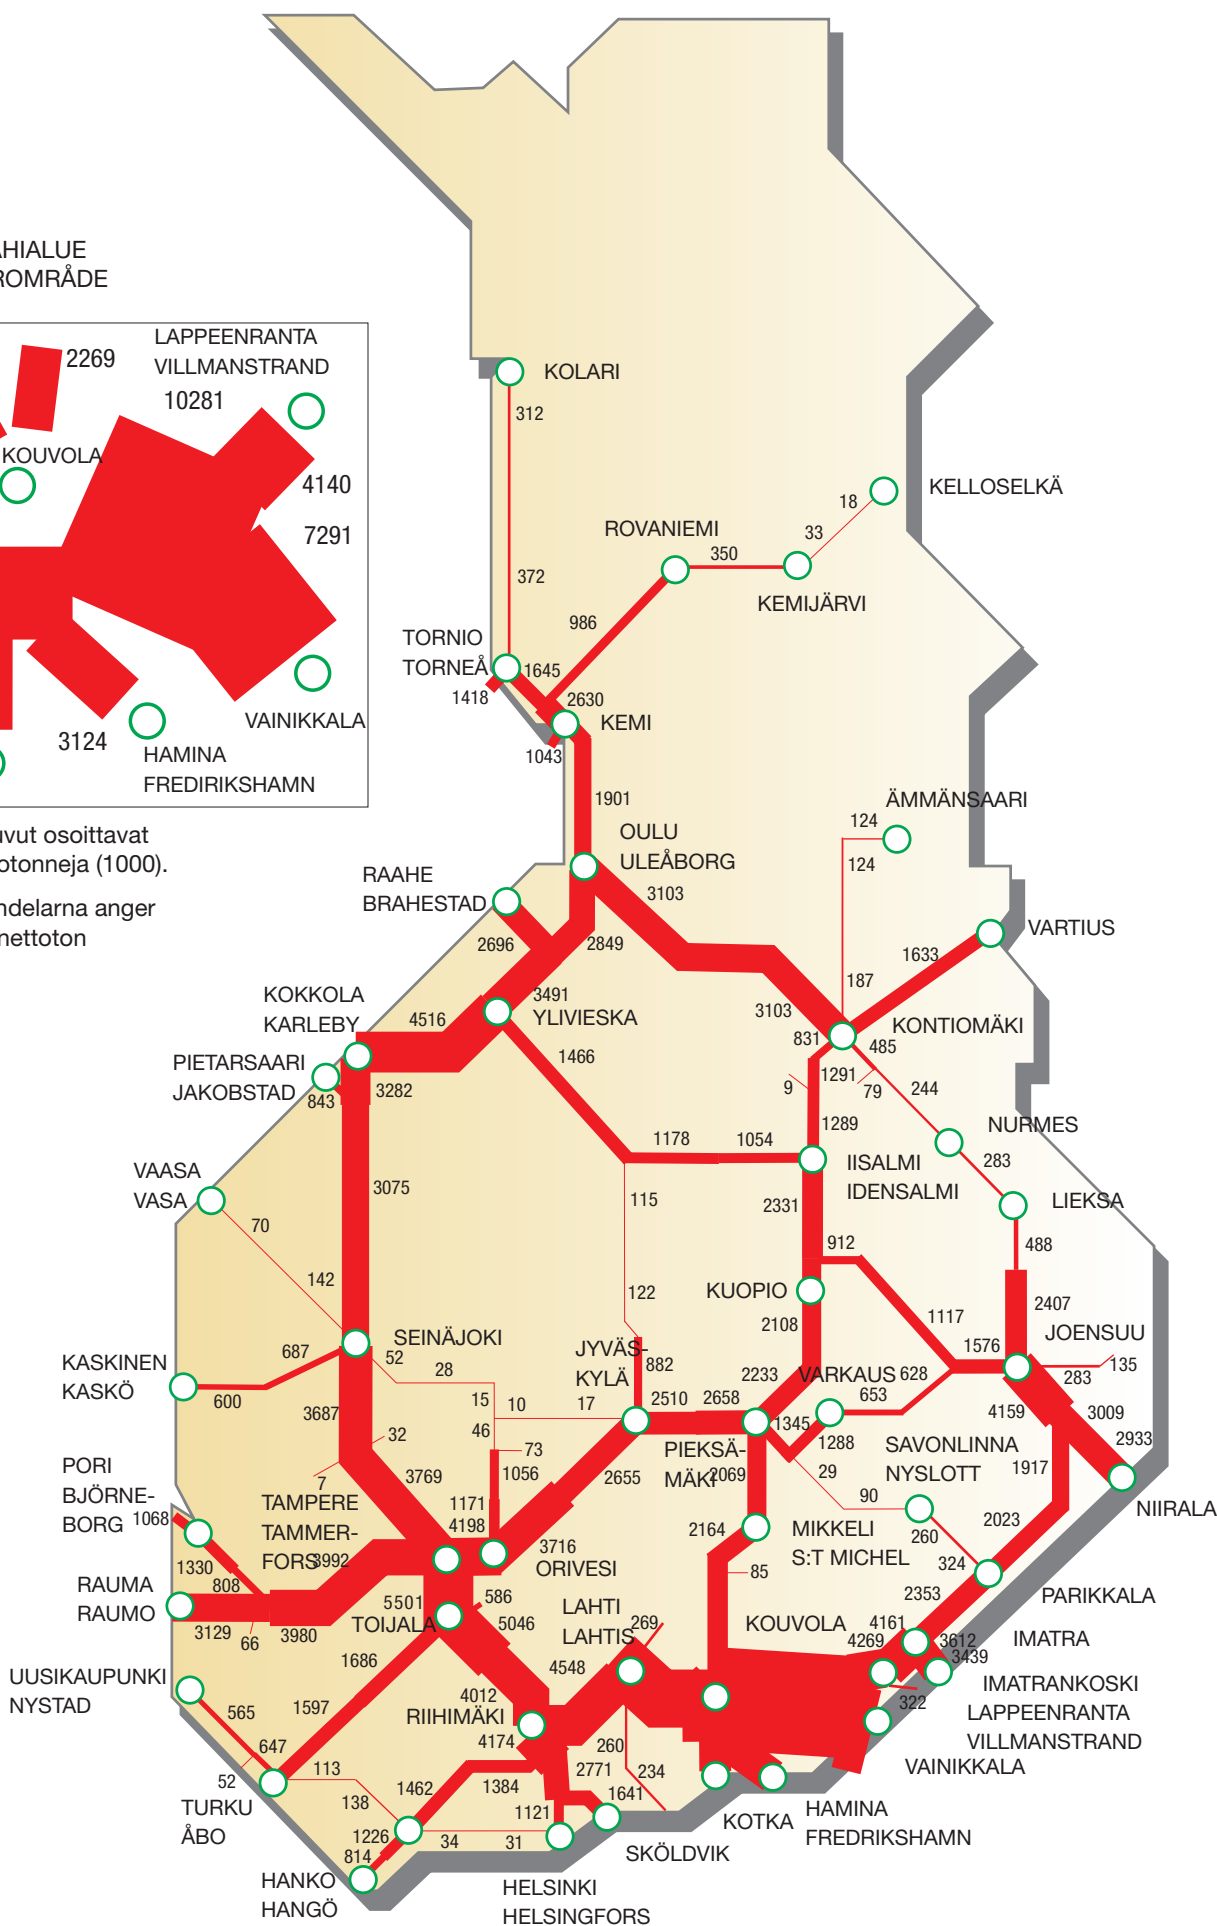 ÄHIALUE
ROMRÅDE
LAPPEENRANTA
VILLMANSTRAND
2269
10281
KOUVOLA
4140
7291
VAINIKKALA
3124
HAMINA
FREDIRIKSHAMN
uvut osoittavat
otonneja (1000).
ndelarna anger
nettoton
KOLARI
312
372
KELLOSELKÄ
18
33
ROVANIEMI
350
KEMIJÄRVI
986
TORNIO
TORNEÅ
1645
1418
2630
KEMI
1043
1901
ÄMMÄNSAARI
124
124
OULU
ULEÅBORG
3103
RAAHE
BRAHESTAD
2696
2849
VARTIUS
1633
187
KOKKOLA
KARLEBY
4516
3491
YLIVIESKA
3103
KONTIOMÄKI
831
485
1466
PIETARSAARI
JAKOBSTAD
843
3282
9
1291
79
244
1289
NURMES
1178
1054
283
VAASA
VASA
3075
IISALMI
IDENSALMI
115
2331
LIEKSA
70
912
488
142
122
KUOPIO
2407
2108
1117
JOENSUU
SEINÄJOKI
1576
135
KASKINEN
KASKÖ
687
52
28
JYVÄS-
KYLÄ
882
2233
VARKAUS
628
283
600
15
10
17
2510
2658
653
4159
3009
3687
32
46
1345
1288
2933
73
PIEKSÄ-
MÄKI
2069
SAVONLINNA
NYSLOTT
1917
PORI
BJÖRNE-
BORG
1068
7
3769
1056
2655
29
90
NIIRALA
TAMPERE
TAMMER-
FORS
3992
1171
4198
2164
MIKKELI
S:T MICHEL
260
2023
1330
3716
ORIVESI
324
808
85
RAUMA
RAUMO
2353
PARIKKALA
5501
586
LAHTI
LAHTIS
269
3129
66
3980
TOIJALA
5046
KOUVOLA
4161
IMATRA
4269
3612
3439
1686
4548
UUSIKAUPUNKI
NYSTAD
IMATRANKOSKI
322
LAPPEENRANTA
VILLMANSTRAND
565
1597
4012
RIIHIMÄKI
4174
647
260
VAINIKKALA
52
113
2771
234
1462
1384
138
1641
TURKU
ÅBO
1121
KOTKA
HAMINA
FREDRIKSHAMN
1226
34
31
814
SKÖLDVIK
HANKO
HANGÖ
HELSINKI
HELSINGFORS